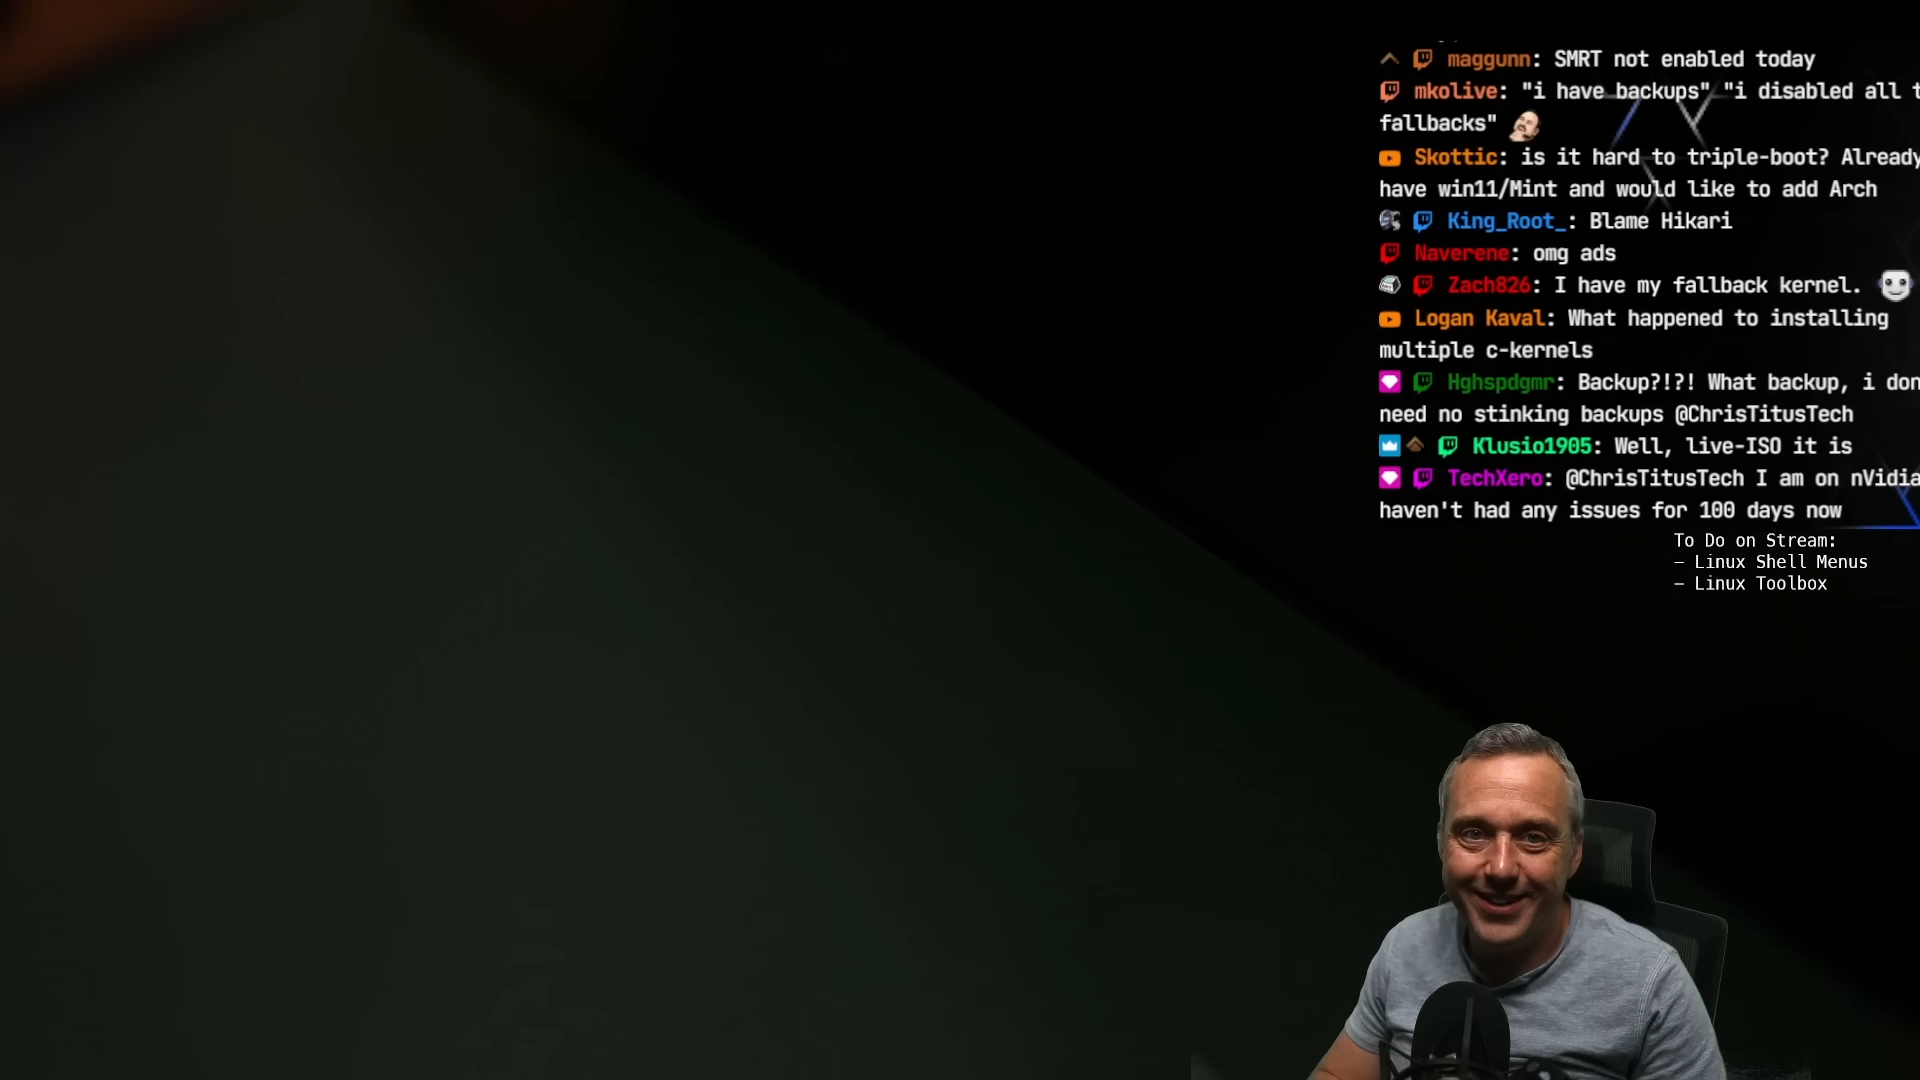 maggunn: SMRT not enabled today
mkolive: "i have backups" "i disabled all t
fallbacks"
Skottic: is it hard to triple-boot? Already
have win11/Mint and would like to add Arch
King_Root_: Blame Hikari
Naverene: omg ads
Zach826: I have my fallback kernel.
Logan Kaval: What happened to installing
multiple c-kernels
Hghspdgmr: Backup?!?! What backup, i don
need no stinking backups @ChrisTitusTech
Klusio1905: Well, live-ISO it is
TechXero: @ChrisTitusTech I am on nVidia
haven't had any issues for 100 days now
To Do on Stream:
- Linux Shell Menus
- Linux Toolbox